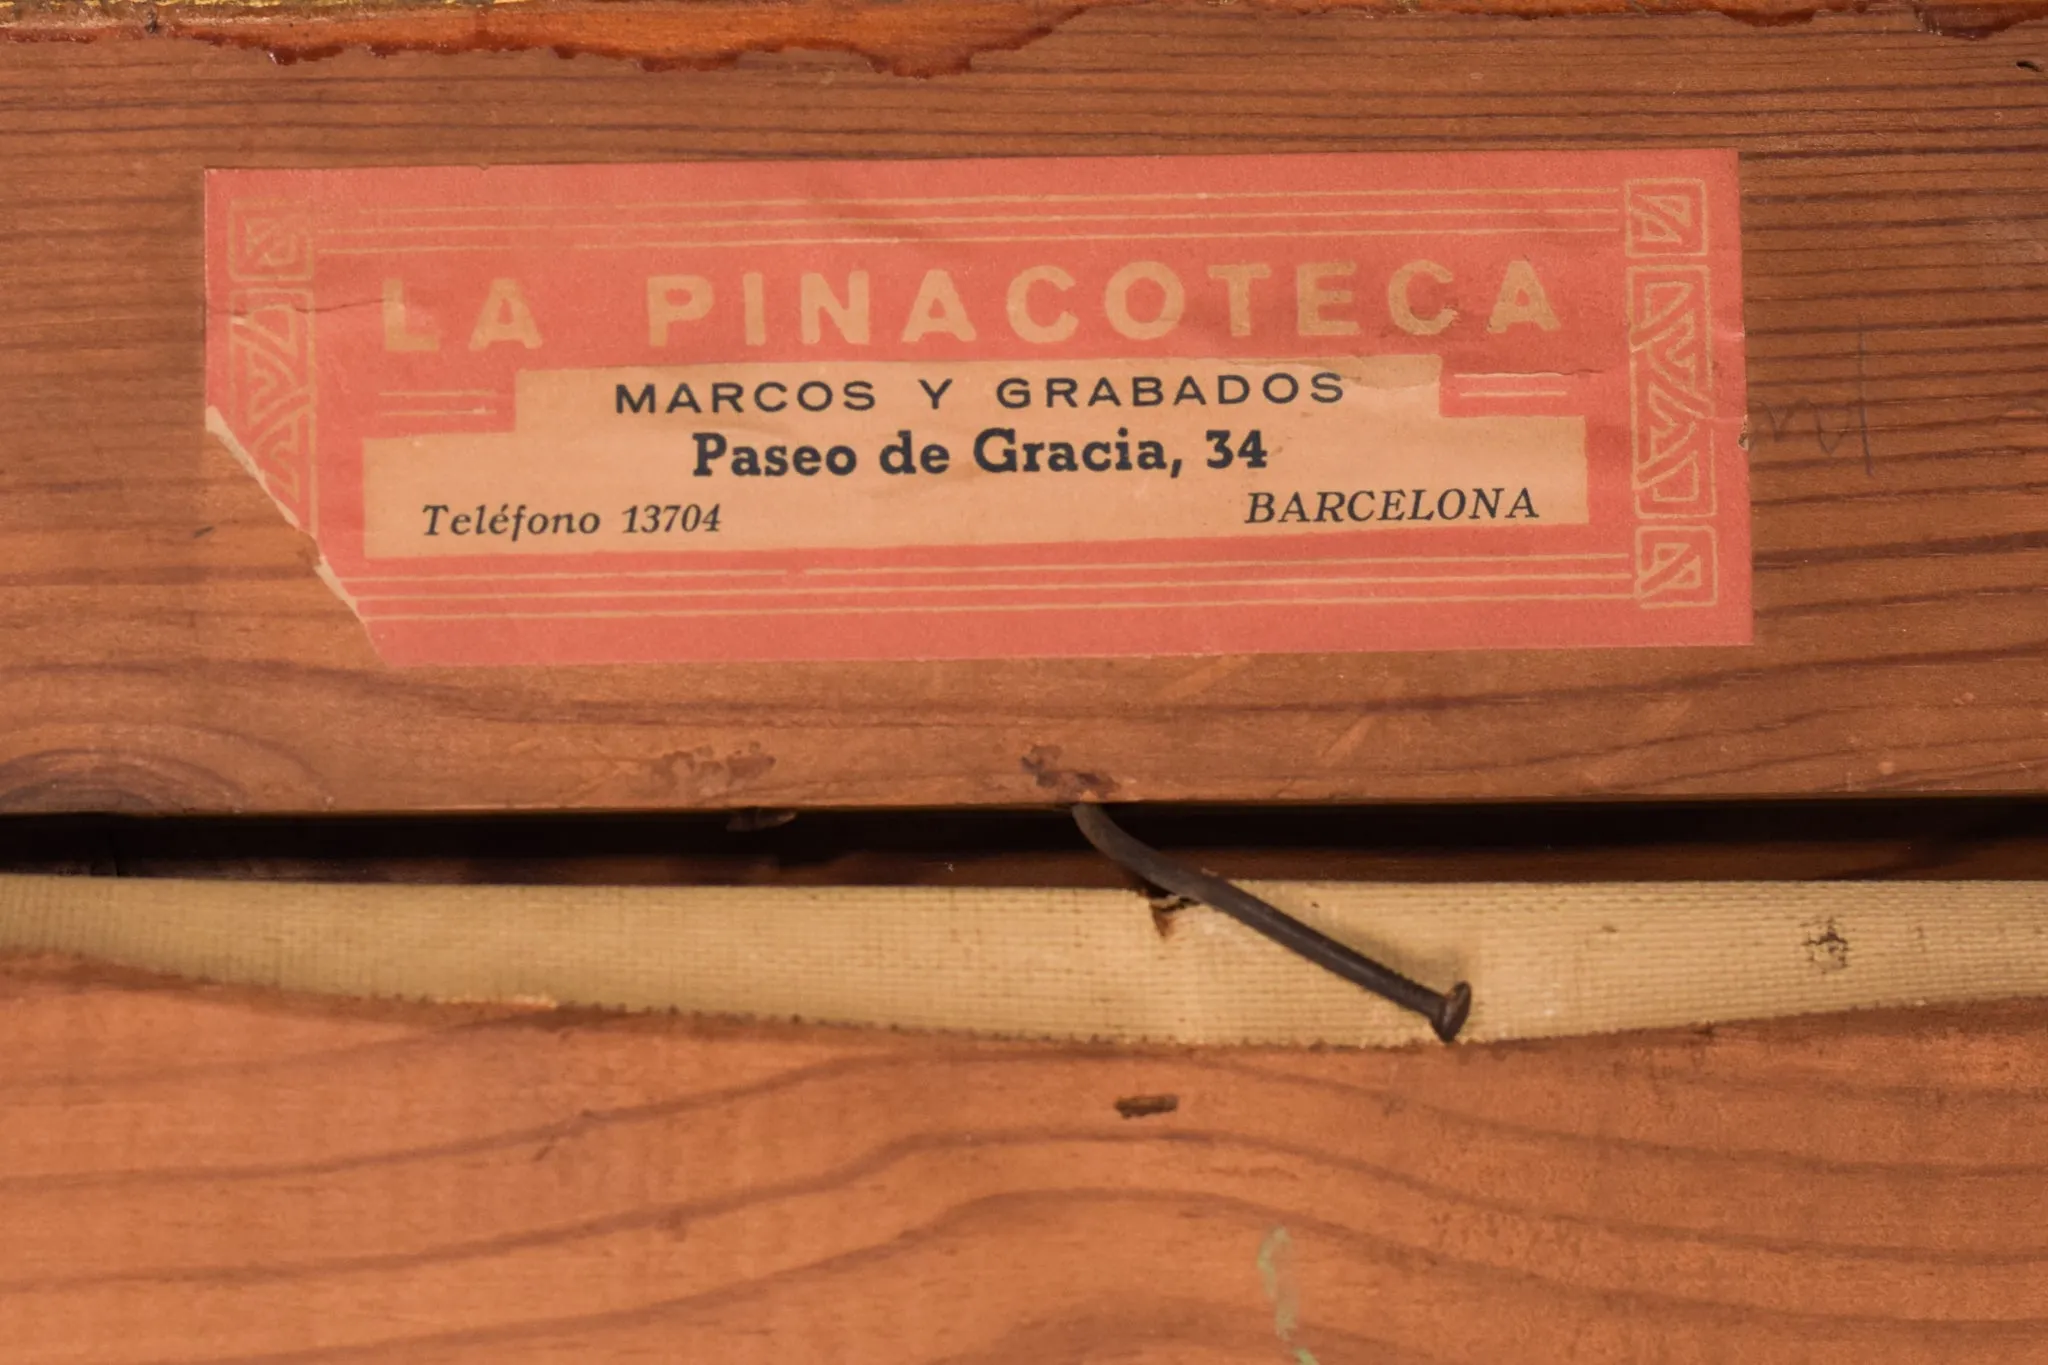 LA PINACOTECA
MARCOS Y GRABADOS
Paseo de Gracia, 34
Teléfono 13704 BARCELONA